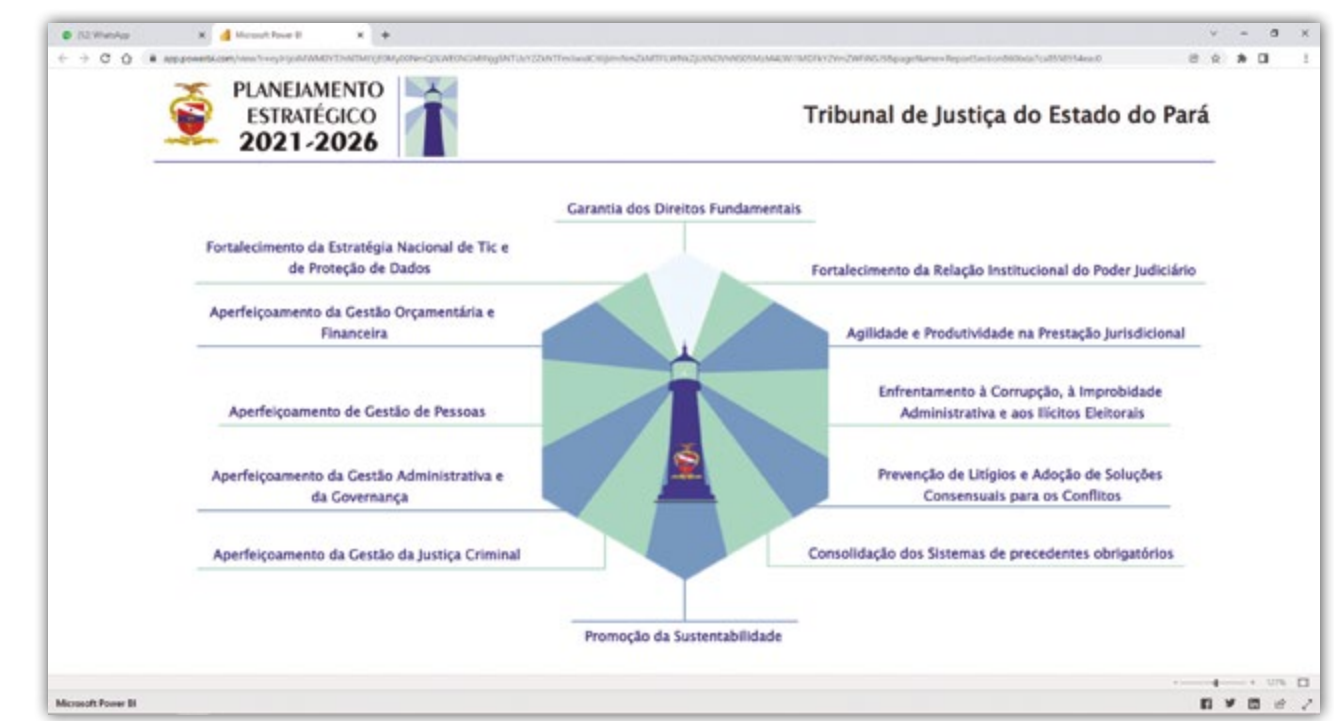 (52) WhatsApp
Microsoft Power BI
PLANEJAMENTO
ESTRATÉGICO
2021-2026
Tribunal de Justiça do Estado do Pará
Garantia dos Direitos Fundamentais
Fortalecimento da Estratégia Nacional de Tic e
de Proteção de Dados
Fortalecimento da Relação Institucional do Poder Judiciário
Aperfeiçoamento da Gestão Orçamentária e
Financeira
Agilidade e Produtividade na Prestação Jurisdicional
Aperfeiçoamento de Gestão de Pessoas
Enfrentamento à Corrupção, à Improbidade
Administrativa e aos Ilícitos Eleitorais
Aperfeiçoamento da Gestão Administrativa e
da Governança
Prevenção de Litígios e Adoção de Soluções
Consensuais para os Conflitos
Aperfeiçoamento da Gestão da Justiça Criminal
Consolidação dos Sistemas de precedentes obrigatórios
Promoção da Sustentabilidade
Microsoft Power BI